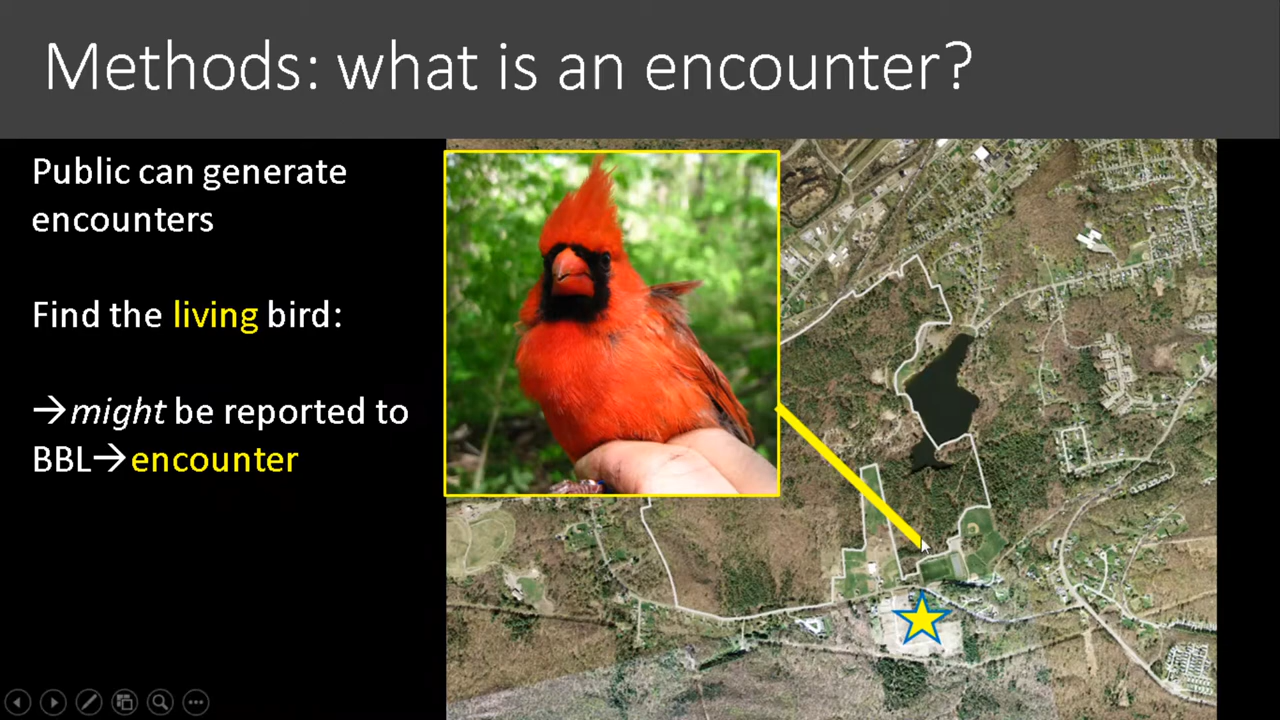 Methods: what is an encounter?
Public can generate
encounters
Find the living bird:
→might be reported to
BBL→encounter